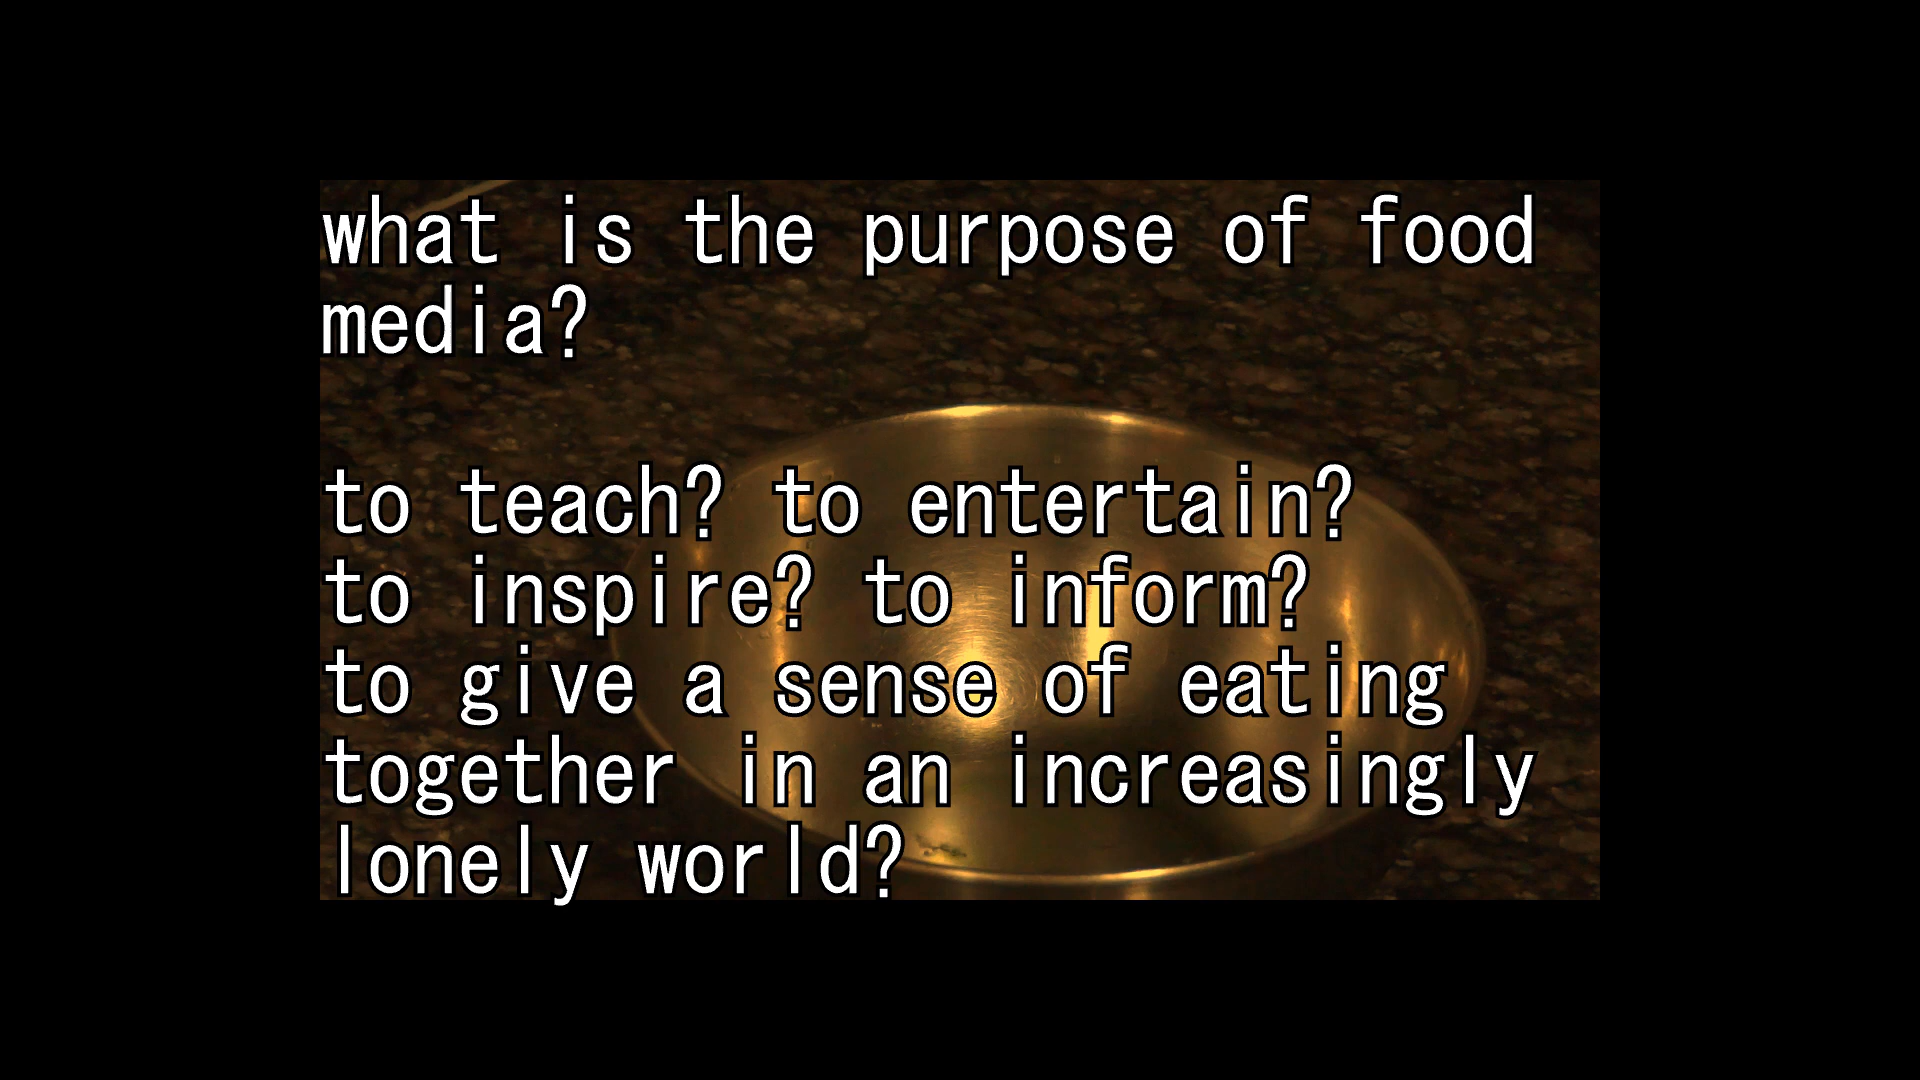 what is the purpose of food
media?
to teach? to entertain?
to inspire? to inform?
to give a sense of eating
together in an increasingly
lonely world?